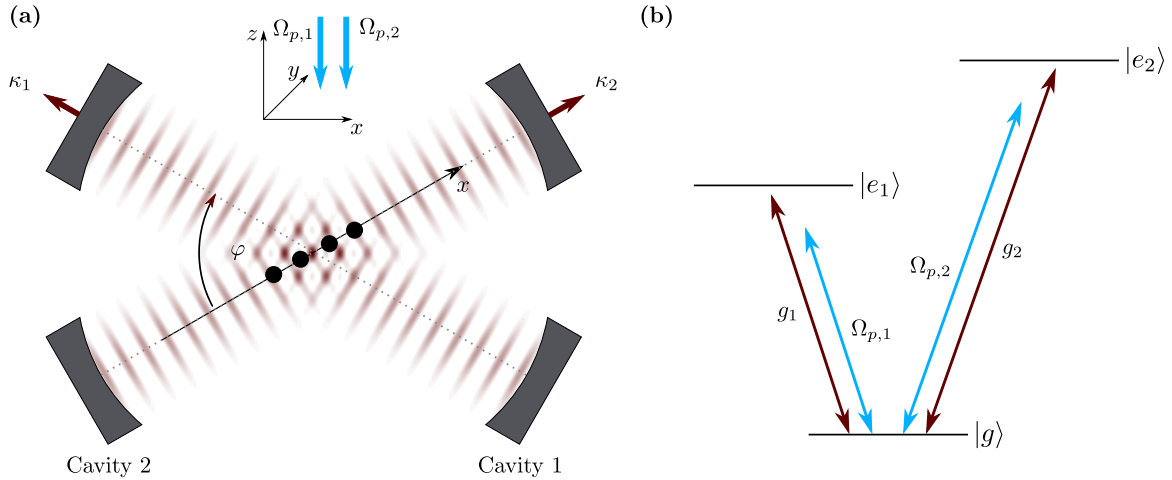 (a)
z
Ω_{p,1}
Ω_{p,2}
y
x
κ_1
κ_2
x
φ
Cavity 2
Cavity 1
(b)
|e_2⟩
|e_1⟩
Ω_{p,2}
g_2
g_1
Ω_{p,1}
|g⟩